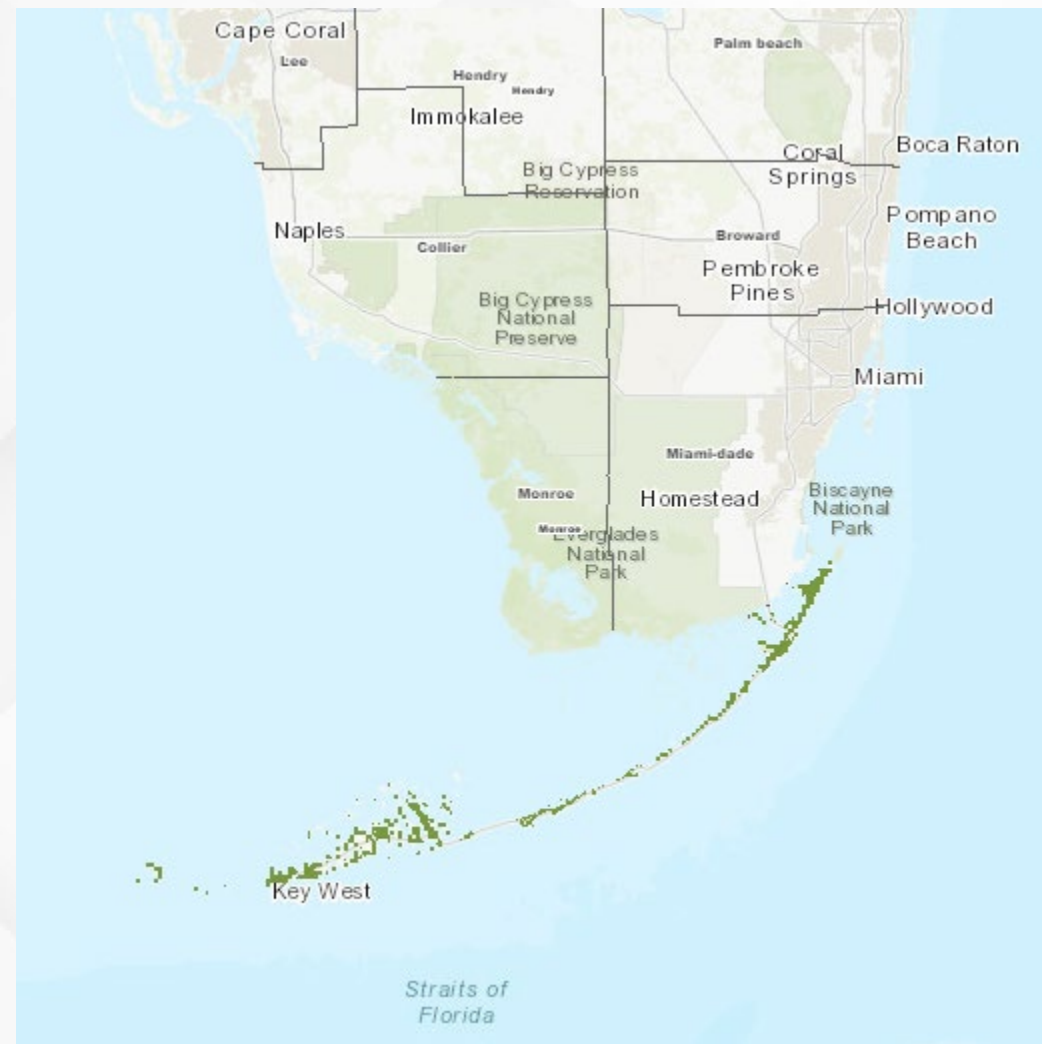 Cape Coral
Lee
Palm beach
Hendry
Hendry
Immokalee
Boca Raton
Coral
Springs
Big Cypress
Reservation
Pompano
Beach
Naples
Collier
Broward
Pembroke
Pines
Big Cypress
National
Preserve
Hollywood
Miami
Miami-dade
Monroe
Homestead
Biscayne
National
Park
Monroe
Everglades
National
Park
Key West
Straits of
Florida